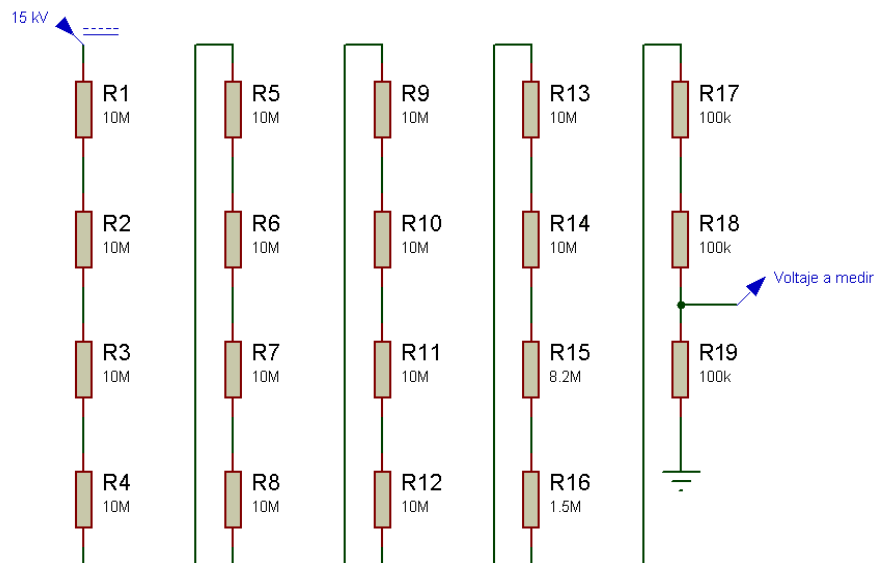 15 kV
R1
10M
R2
10M
R3
10M
R4
10M
R5
10M
R6
10M
R7
10M
R8
10M
R9
10M
R10
10M
R11
10M
R12
10M
R13
10M
R14
10M
R15
8.2M
R16
1.5M
R17
100k
R18
100k
Voltaje a medir
R19
100k